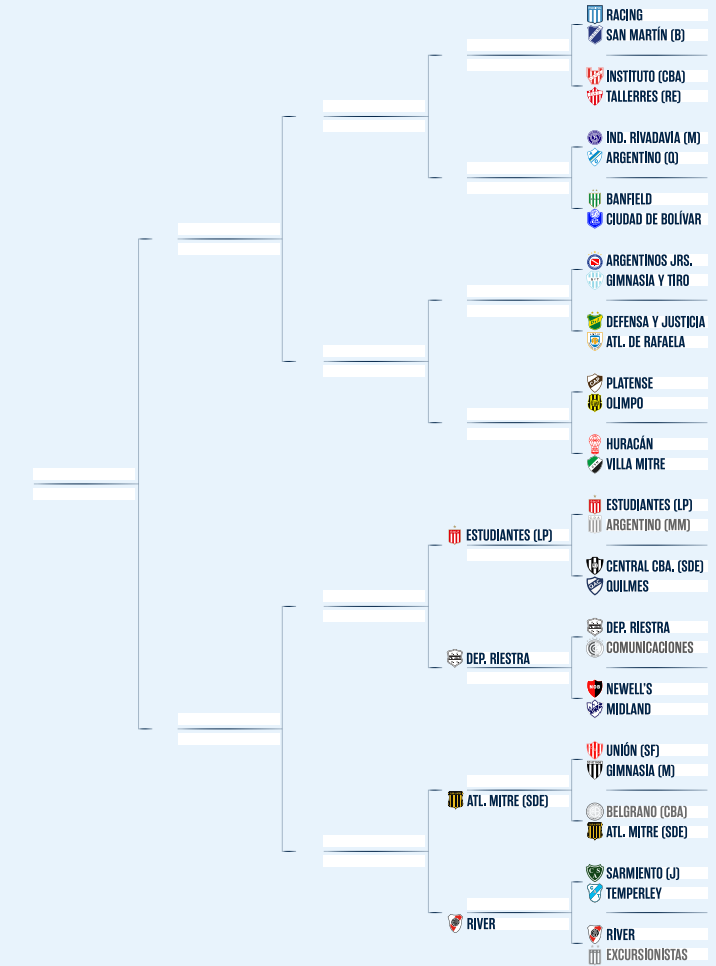 RACING
SAN MARTÍN (B)
INSTITUTO (CBA)
TALLERRES (RE)
IND. RIVADAVIA (M)
ARGENTINO (Q)
BANFIELD
CIUDAD DE BOLÍVAR
ARGENTINOS JRS.
GIMNASIA Y TIRO
DEFENSA Y JUSTICIA
ATL. DE RAFAELA
PLATENSE
OLIMPO
HURACÁN
VILLA MITRE
ESTUDIANTES (LP)
ARGENTINO (MM)
ESTUDIANTES (LP)
CENTRAL CBA. (SDE)
QUILMES
DEP. RIESTRA
COMUNICACIONES
DEP. RIESTRA
NEWELL'S
MIDLAND
UNIÓN (SF)
GIMNASIA (M)
ATL. MITRE (SDE)
BELGRANO (CBA)
ATL. MITRE (SDE)
SARMIENTO (J)
TEMPERLEY
RIVER
RIVER
EXCURSIONISTAS